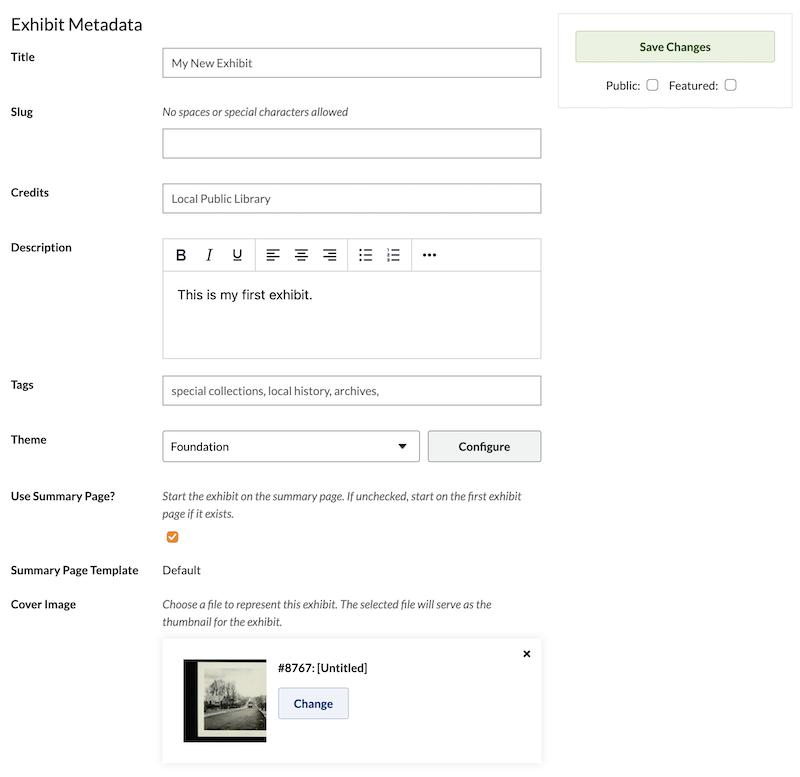 Exhibit Metadata
Title
My New Exhibit
Slug
No spaces or special characters allowed
Credits
Local Public Library
Description
B I U
This is my first exhibit.
Tags
special collections, local history, archives,
Theme
Foundation
Configure
Use Summary Page?
Start the exhibit on the summary page. If unchecked, start on the first exhibit
page if it exists.
Summary Page Template
Default
Cover Image
Choose a file to represent this exhibit. The selected file will serve as the
thumbnail for the exhibit.
#8767: [Untitled]
Change
Save Changes
Public: Featured: